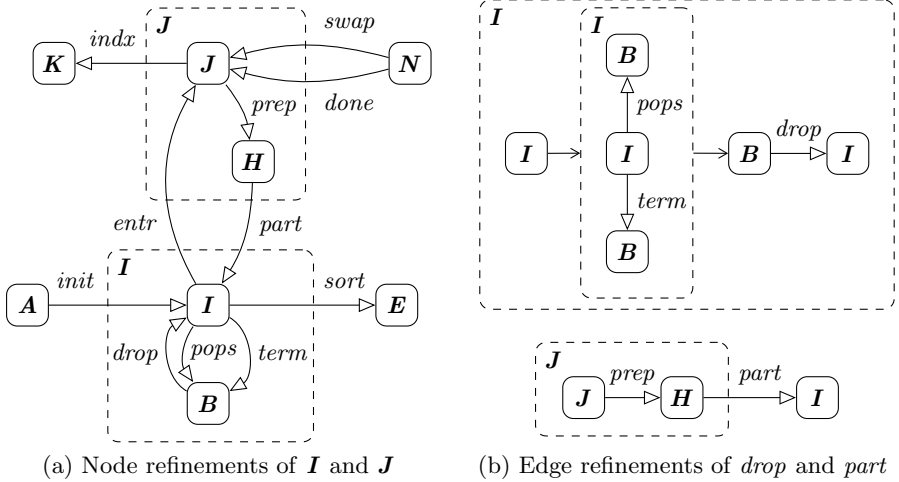 J
swap
indx
K
J
N
prep
done
H
entr
part
I
init
sort
A
I
E
drop
pops
term
B
(a) Node refinements of I and J
I
I
B
pops
I
I
B
drop
I
term
B
J
prep
part
J
H
I
(b) Edge refinements of drop and part